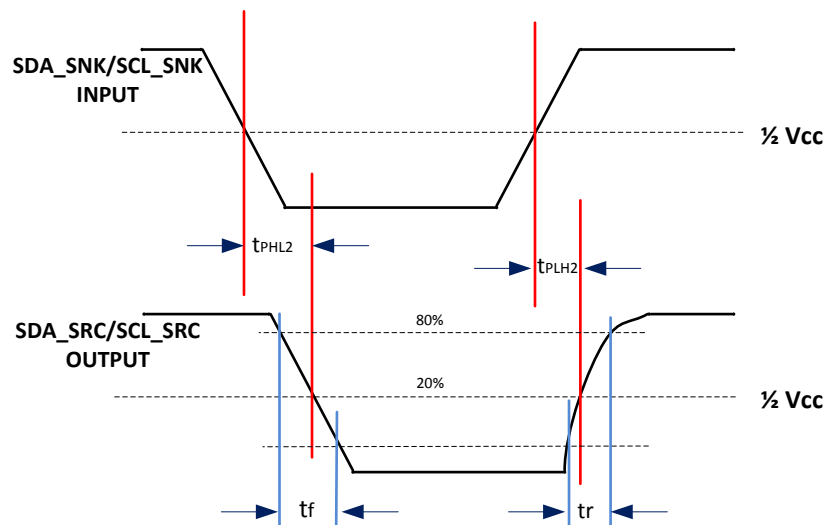 SDA_SNK/SCL_SNK
INPUT
½ Vcc
tPHL2
tPLH2
SDA_SRC/SCL_SRC
OUTPUT
80%
20%
½ Vcc
tf
tr